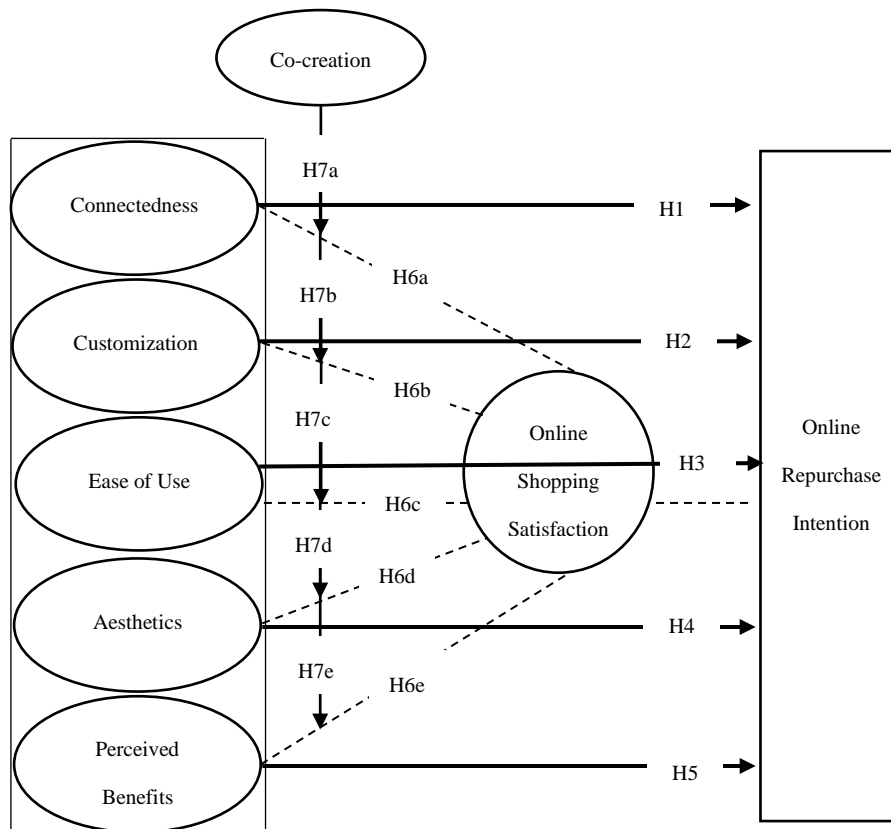 Co-creation
H7a
Connectedness
H1
H6a
H7b
Customization
H2
H6b
H7c
Online
Shopping
Satisfaction
Ease of Use
H3
H6c
Online
Repurchase
Intention
H7d
H6d
Aesthetics
H4
H7e
H6e
Perceived
Benefits
H5